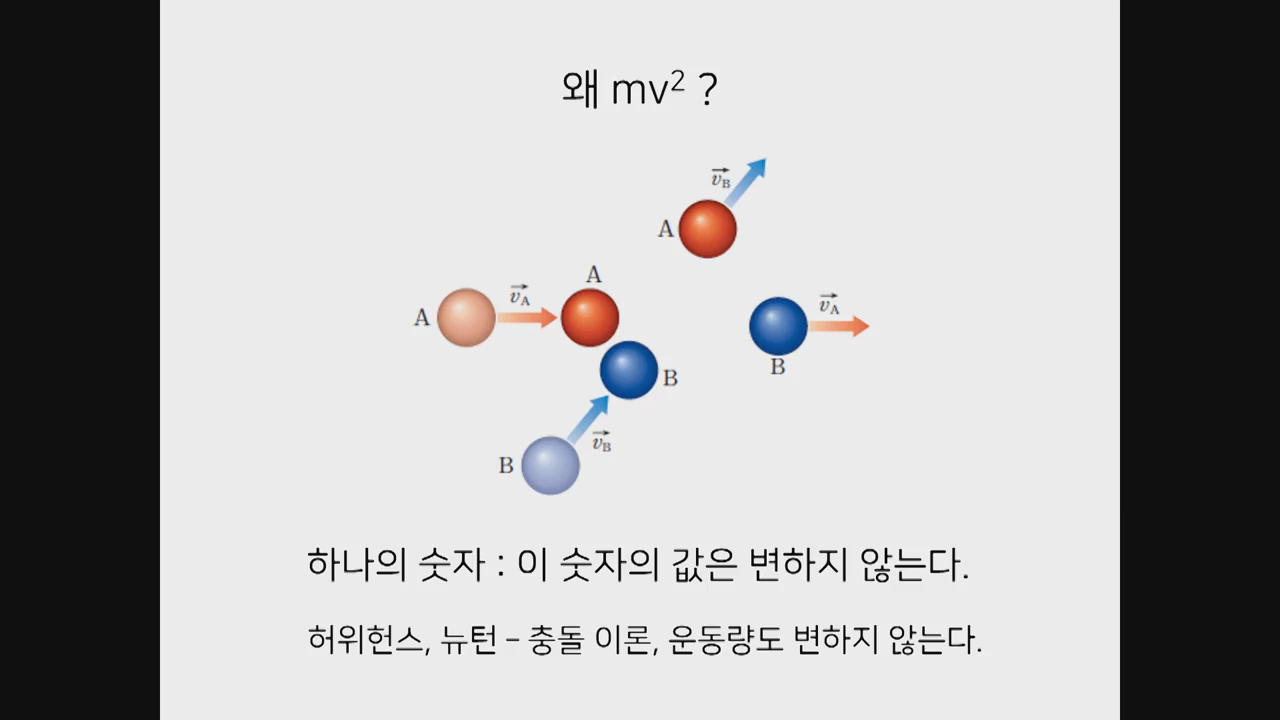 왜 mv² ?
v⃗B
A
A
v⃗A
A
v⃗A
B
B
v⃗B
B
하나의 숫자 : 이 숫자의 값은 변하지 않는다.
허위헌스, 뉴턴 – 충돌 이론, 운동량도 변하지 않는다.